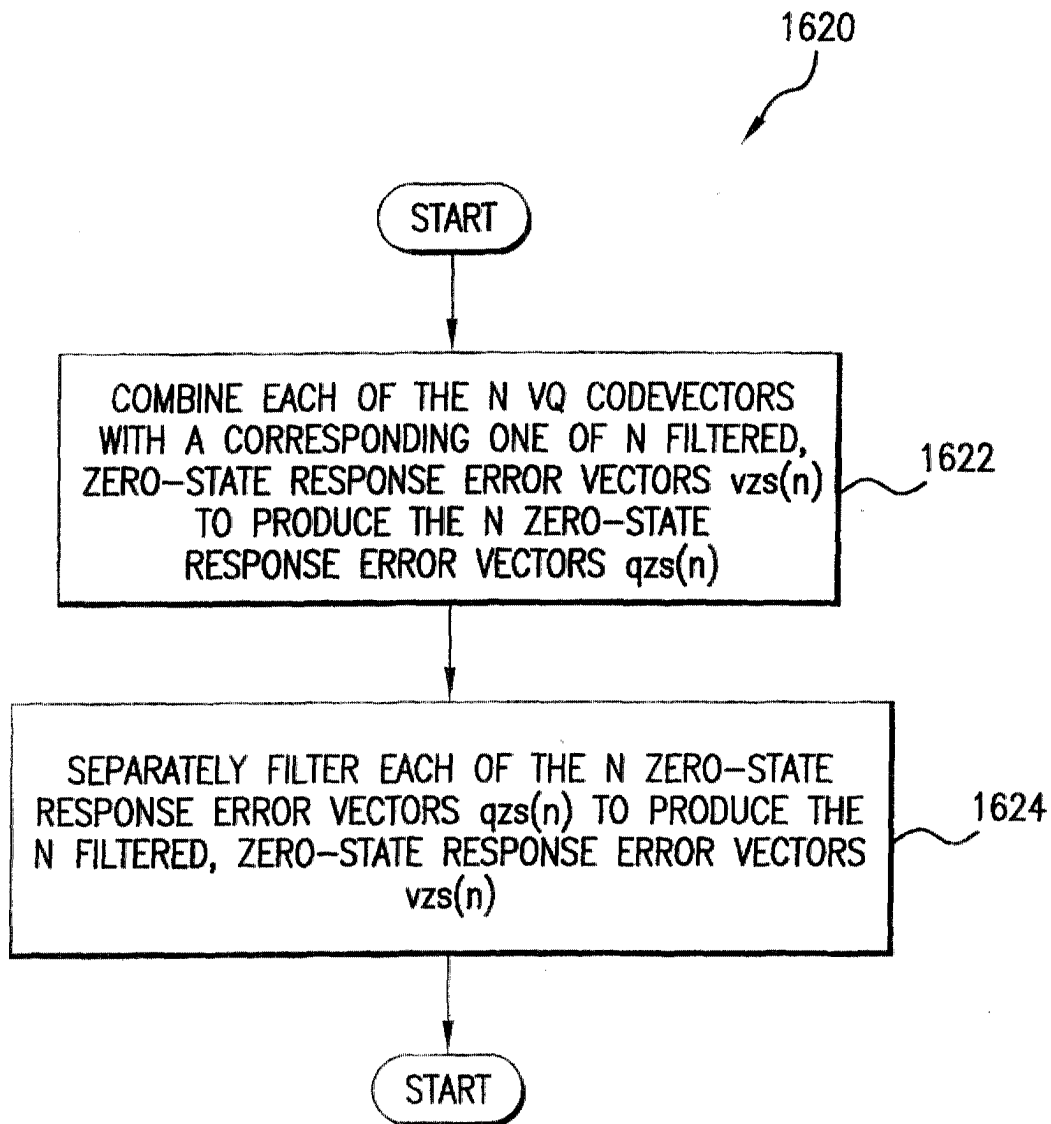 1620
START
COMBINE EACH OF THE N VQ CODEVECTORS
WITH A CORRESPONDING ONE OF N FILTERED,
ZERO-STATE RESPONSE ERROR VECTORS vzs(n)
TO PRODUCE THE N ZERO-STATE
RESPONSE ERROR VECTORS qzs(n)
1622
SEPARATELY FILTER EACH OF THE N ZERO-STATE
RESPONSE ERROR VECTORS qzs(n) TO PRODUCE THE
N FILTERED, ZERO-STATE RESPONSE ERROR VECTORS
vzs(n)
1624
START